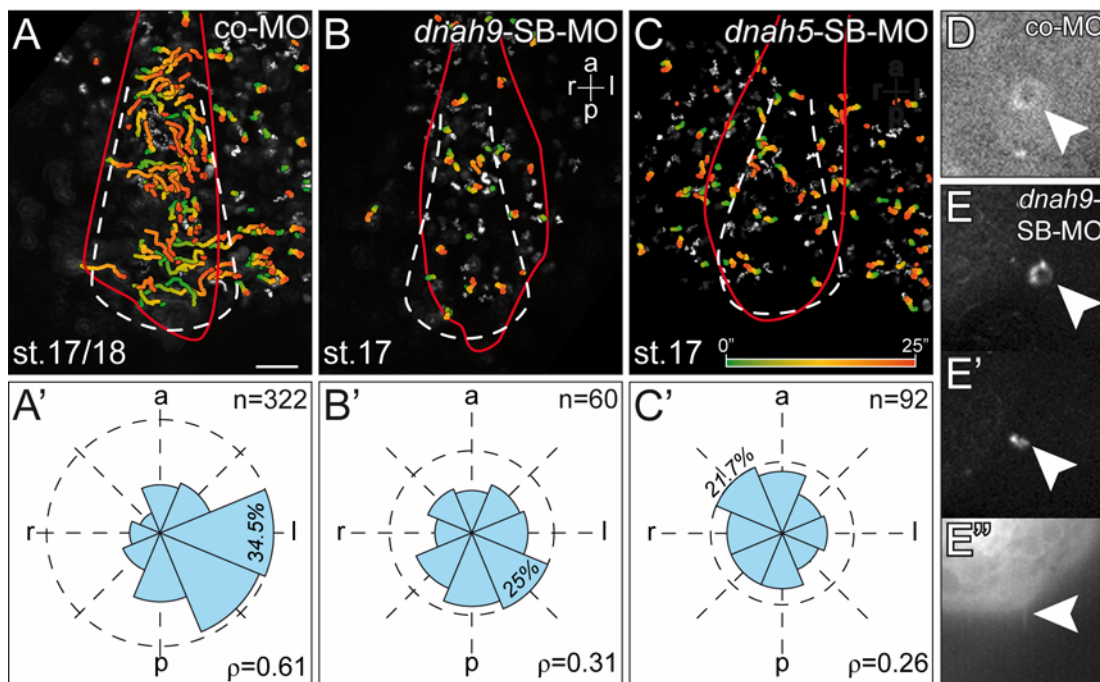 A
co-MO
st.17/18
B
dnah9-SB-MO
a
r
l
p
st.17
C
dnah5-SB-MO
a
r
l
p
st.17
0"
25"
D
co-MO
E
dnah9-
SB-MO
E'
E"
A'
n=322
a
r
34.5%
l
p
ρ=0.61
B'
n=60
a
r
25%
l
p
ρ=0.31
C'
n=92
a
21.7%
r
l
p
ρ=0.26